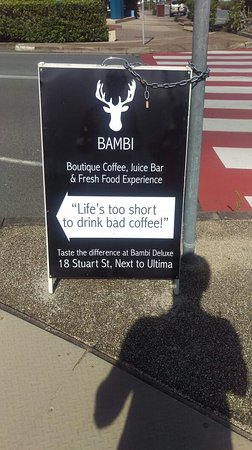 BAMBI
Boutique Coffee, Juice Bar
& Fresh Food Experience
"Life's too short
to drink bad coffee!"
Taste the difference at Bambi Deluxe
18 Stuart St, Next to Ultima